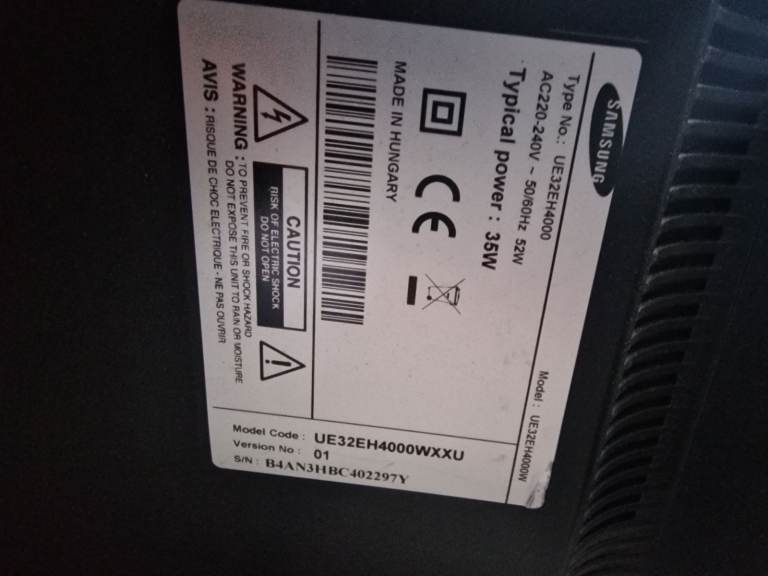 SAMSUNG
Type No.: UE32EH4000
Model : UE32EH4000W
AC220-240V ~ 50/60Hz 52W
Typical power : 35W
MADE IN HUNGARY
CAUTION
RISK OF ELECTRIC SHOCK
DO NOT OPEN
WARNING : TO PREVENT FIRE OR SHOCK HAZARD
DO NOT EXPOSE THIS UNIT TO RAIN OR MOISTURE
AVIS : RISQUE DE CHOC ELECTRIQUE - NE PAS OUVRIR
Model Code : UE32EH4000WXXU
Version No : 01
S/N : B4AN3HBC402297Y